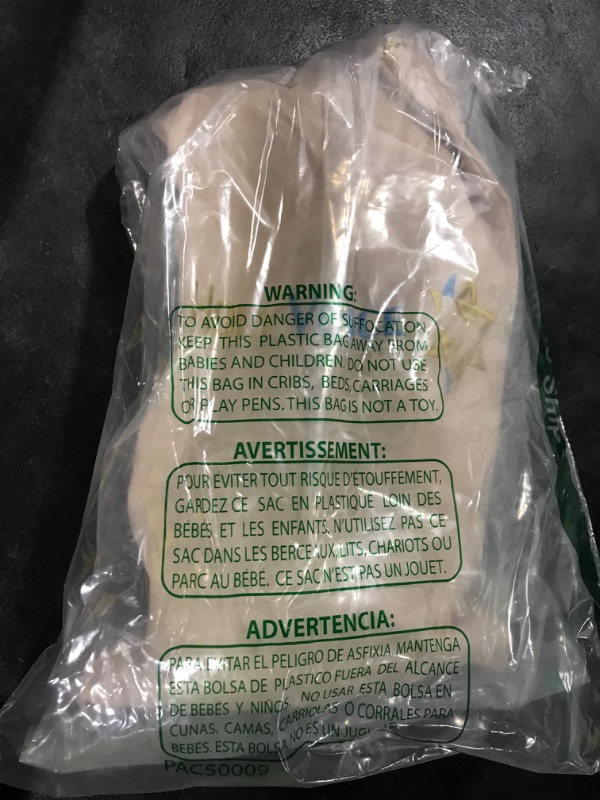 WARNING:
TO AVOID DANGER OF SUFFOCATION,
KEEP THIS PLASTIC BAG AWAY FROM
BABIES AND CHILDREN. DO NOT USE
THIS BAG IN CRIBS, BEDS, CARRIAGES
OR PLAY PENS. THIS BAG IS NOT A TOY.
AVERTISSEMENT:
POUR ÉVITER TOUT RISQUE D'ÉTOUFFEMENT,
GARDEZ CE SAC EN PLASTIQUE LOIN DES
BÉBÉS ET LES ENFANTS. N'UTILISEZ PAS CE
SAC DANS LES BERCEAUX, LITS, CHARIOTS OU
PARC AU BÉBÉ. CE SAC N'EST PAS UN JOUET.
ADVERTENCIA:
PARA EVITAR EL PELIGRO DE ASFIXIA MANTENGA
ESTA BOLSA DE PLASTICO FUERA DEL ALCANCE
DE BEBES Y NINOS. NO USAR ESTA BOLSA EN
CUNAS, CAMAS, CARRIOLAS O CORRALES PARA
BEBES. ESTA BOLSA NO ES UN
PAC50009